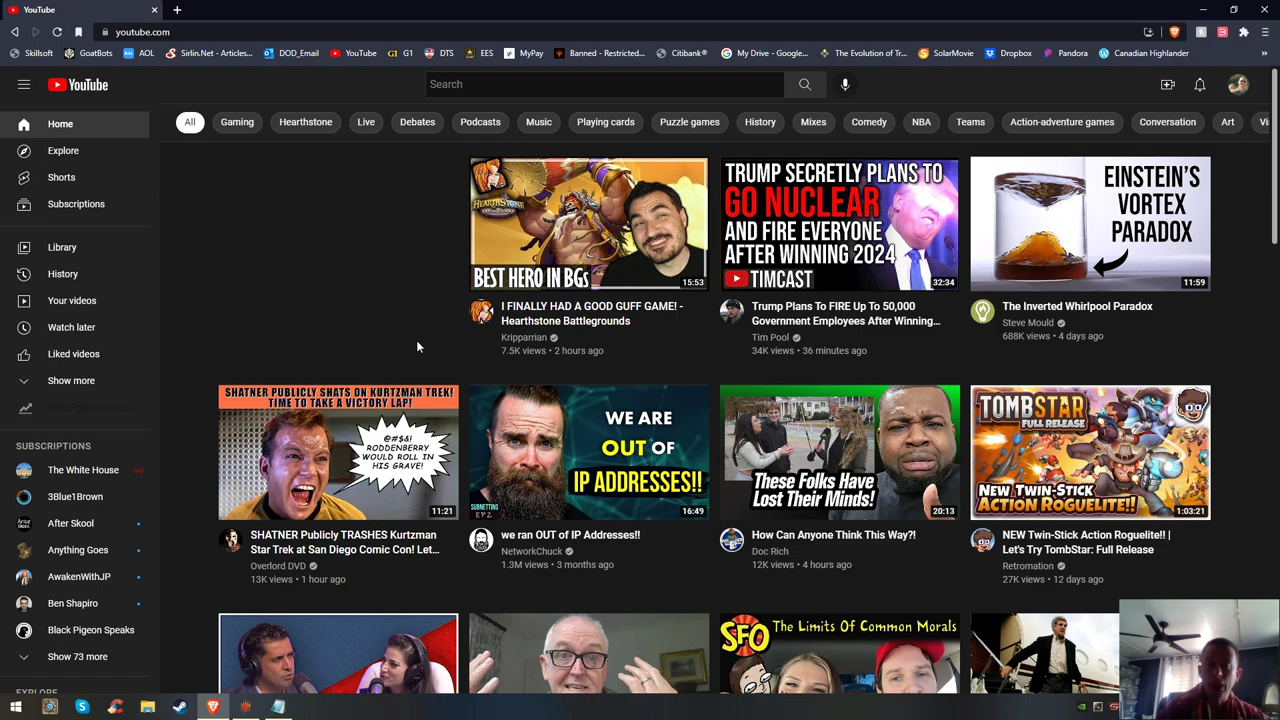 YouTube
youtube.com
Skillsoft
GoatBots
AOL
Sirlin.Net - Articles...
DOD_Email
YouTube
G1
DTS
EES
MyPay
Banned - Restricted...
Citibank®
My Drive - Google...
The Evolution of Tr...
SolarMovie
Dropbox
Pandora
Canadian Highlander
YouTube
Search
All
Gaming
Hearthstone
Live
Debates
Podcasts
Music
Playing cards
Puzzle games
History
Mixes
Comedy
NBA
Teams
Action-adventure games
Conversation
Art
Home
Explore
Shorts
Subscriptions
Library
History
Your videos
Watch later
Liked videos
Show more
SUBSCRIPTIONS
The White House
3Blue1Brown
After Skool
Anything Goes
AwakenWithJP
Ben Shapiro
Black Pigeon Speaks
Show 73 more
EXPLORE
HEARTHSTONE
BEST HERO IN BGs
15:53
I FINALLY HAD A GOOD GUFF GAME! -
Hearthstone Battlegrounds
Kripparrian
7.5K views • 2 hours ago
TRUMP SECRETLY PLANS TO
GO NUCLEAR
AND FIRE EVERYONE
AFTER WINNING 2024
TIMCAST
32:34
Trump Plans To FIRE Up To 50,000
Government Employees After Winning...
Tim Pool
34K views • 36 minutes ago
EINSTEIN'S
VORTEX
PARADOX
11:59
The Inverted Whirlpool Paradox
Steve Mould
688K views • 4 days ago
SHATNER PUBLICLY SHATS ON KURTZMAN TREK!
TIME TO TAKE A VICTORY LAP!
@#$&!
RODDENBERRY
WOULD ROLL IN
HIS GRAVE!
11:21
SHATNER Publicly TRASHES Kurtzman
Star Trek at San Diego Comic Con! Let...
Overlord DVD
13K views • 1 hour ago
WE ARE
OUT OF
IP ADDRESSES!!
SUBNETTING
EP 2
16:49
we ran OUT of IP Addresses!!
NetworkChuck
1.3M views • 3 months ago
These Folks Have
Lost Their Minds!
20:13
How Can Anyone Think This Way?!
Doc Rich
12K views • 4 hours ago
TOMBSTAR
FULL RELEASE
NEW TWIN-STICK
ACTION ROGUELITE!!
1:03:21
NEW Twin-Stick Action Roguelite!! |
Let's Try TombStar: Full Release
Retromation
27K views • 12 days ago
SFO
The Limits Of Common Morals